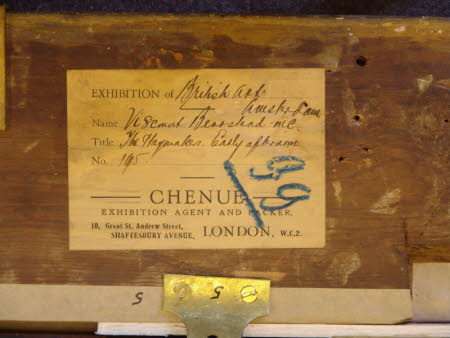 EXHIBITION of British Art
Amsterdam
Name Viscount Bearstead MC.
Title The Haymakers. Early afternoon
No. 195.
CHENUE
EXHIBITION AGENT AND PACKER,
10, Great St. Andrew Street,
SHAFTESBURY AVENUE, LONDON, W.C.2.
5
5